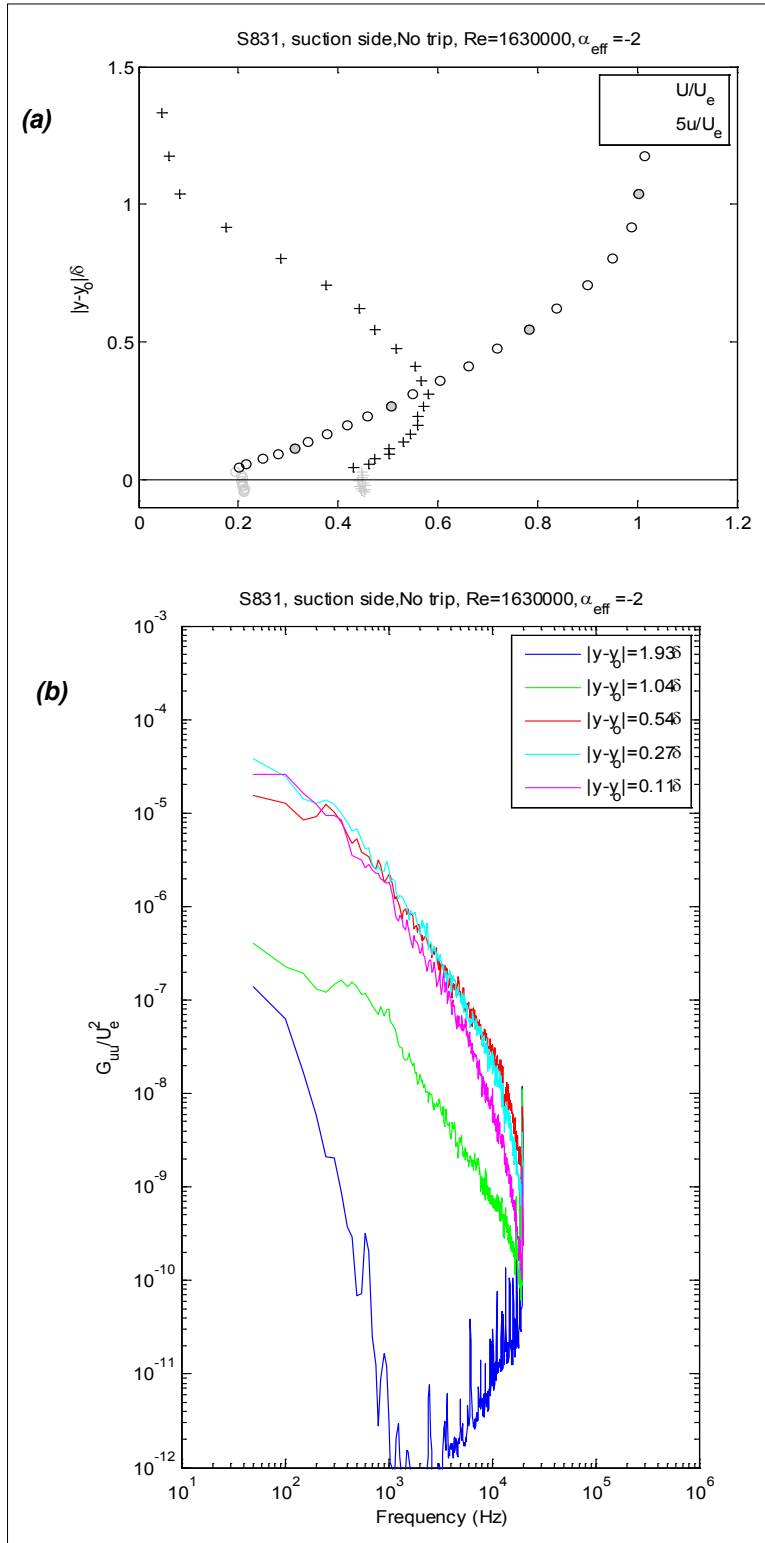 S831, suction side,No trip, Re=1630000,α_eff =-2
(a)
1.5
1
0.5
0
|y-y_o|/δ
U/U_e
5u/U_e
0 0.2 0.4 0.6 0.8 1 1.2
S831, suction side,No trip, Re=1630000,α_eff =-2
(b)
10^-3
10^-4
10^-5
10^-6
10^-7
10^-8
10^-9
10^-10
10^-11
10^-12
G_uu/U_e^2
|y-y_o|=1.93δ
|y-y_o|=1.04δ
|y-y_o|=0.54δ
|y-y_o|=0.27δ
|y-y_o|=0.11δ
10^1 10^2 10^3 10^4 10^5 10^6
Frequency (Hz)